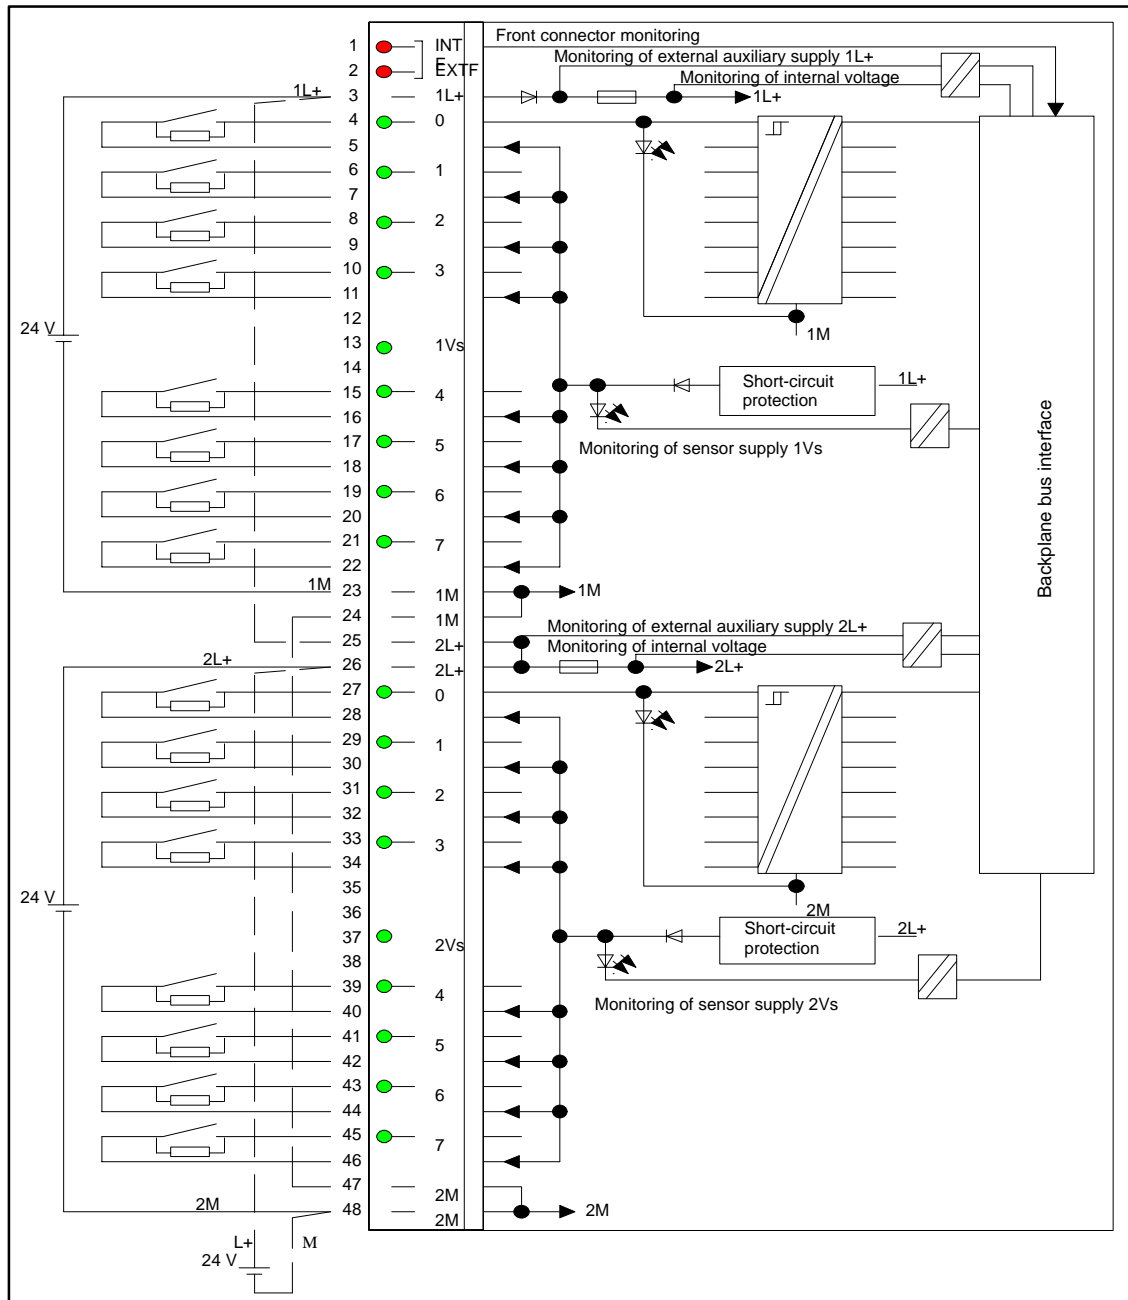 1 INT Front connector monitoring
F
Monitoring of external auxiliary supply 1L+
2 EXTF
Monitoring of internal voltage
1L+ 3 1L+ 1L+
4 0
5
6 1
7
8 2
9
10 3
11
12
24 V
13 1Vs
1M
14
15 4
Short-circuit protection
1L+
16
17 5
Monitoring of sensor supply 1Vs
18
19 6
20
21 7
22
Backplane bus interface
1M 23 1M 1M
24 1M
Monitoring of external auxiliary supply 2L+
25 2L+
Monitoring of internal voltage
2L+ 26 2L+ 2L+
27 0
28
29 1
30
31 2
32
33 3
34
35
24 V
36
2M
37 2Vs
Short-circuit protection
2L+
38
39 4
Monitoring of sensor supply 2Vs
40
41 5
42
43 6
44
45 7
46
47 2M
2M 48 2M 2M
L+ M
24 V